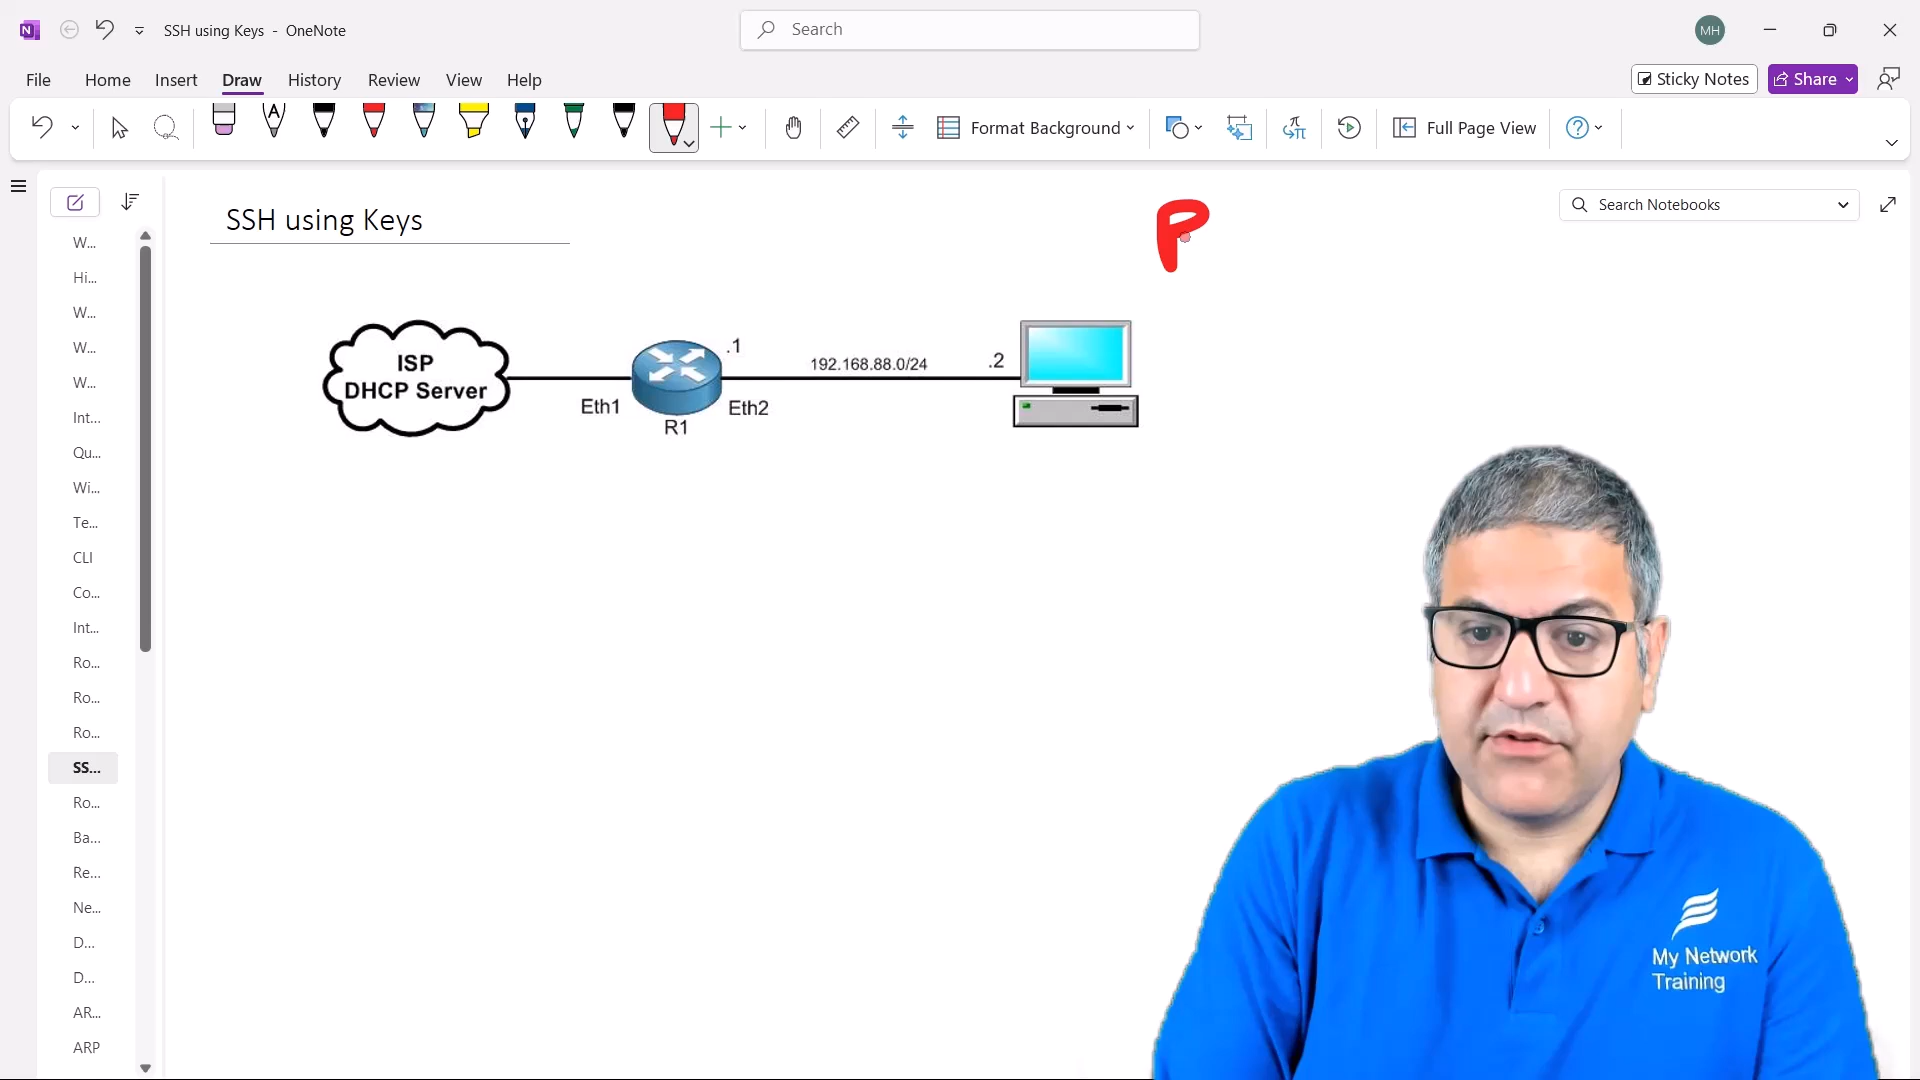 SSH using Keys - OneNote
Search
MH
File Home Insert Draw History Review View Help
Sticky Notes
Share
Format Background
Full Page View
SSH using Keys
P
Search Notebooks
W...
Hi...
W...
W...
W...
Int...
Qu...
Wi...
Te...
CLI
Co...
Int...
Ro...
Ro...
Ro...
SS...
Ro...
Ba...
Re...
Ne...
D...
D...
AR...
ARP
ISP
DHCP Server
Eth1
R1
.1
Eth2
192.168.88.0/24
.2
My Network
Training